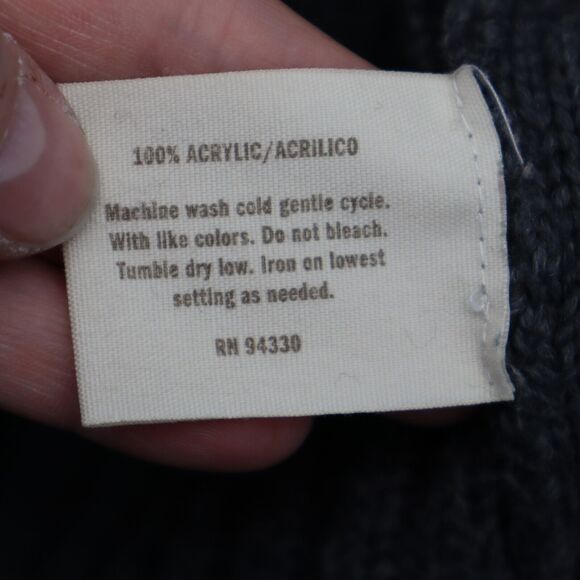 100% ACRYLIC/ACRILICO
Machine wash cold gentle cycle.
With like colors. Do not bleach.
Tumble dry low. Iron on lowest
setting as needed.
RN 94330